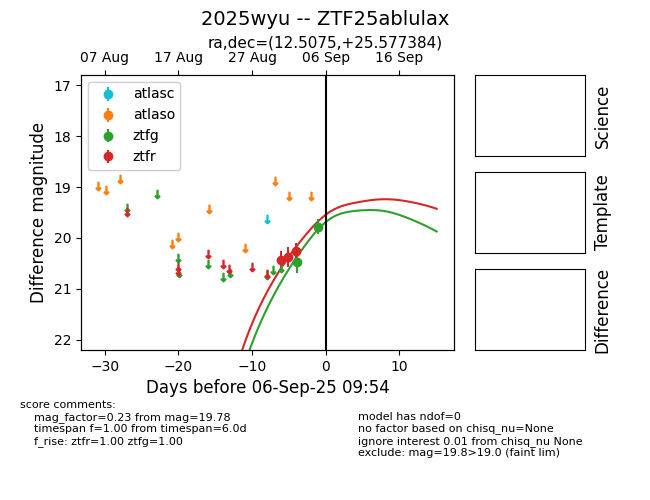 2025wyu -- ZTF25ablulax
ra,dec=(12.5075,+25.577384)
07 Aug 17 Aug 27 Aug 06 Sep 16 Sep
17
18
19
20
21
22
Difference magnitude
atlasc
atlaso
ztfg
ztfr
−30 −20 −10 0 10
Days before 06-Sep-25 09:54
Science
Template
Difference
score comments:
mag_factor=0.23 from mag=19.78
timespan f=1.00 from timespan=6.0d
f_rise: ztfr=1.00 ztfg=1.00
model has ndof=0
no factor based on chisq_nu=None
ignore interest 0.01 from chisq_nu None
exclude: mag=19.8>19.0 (faint lim)